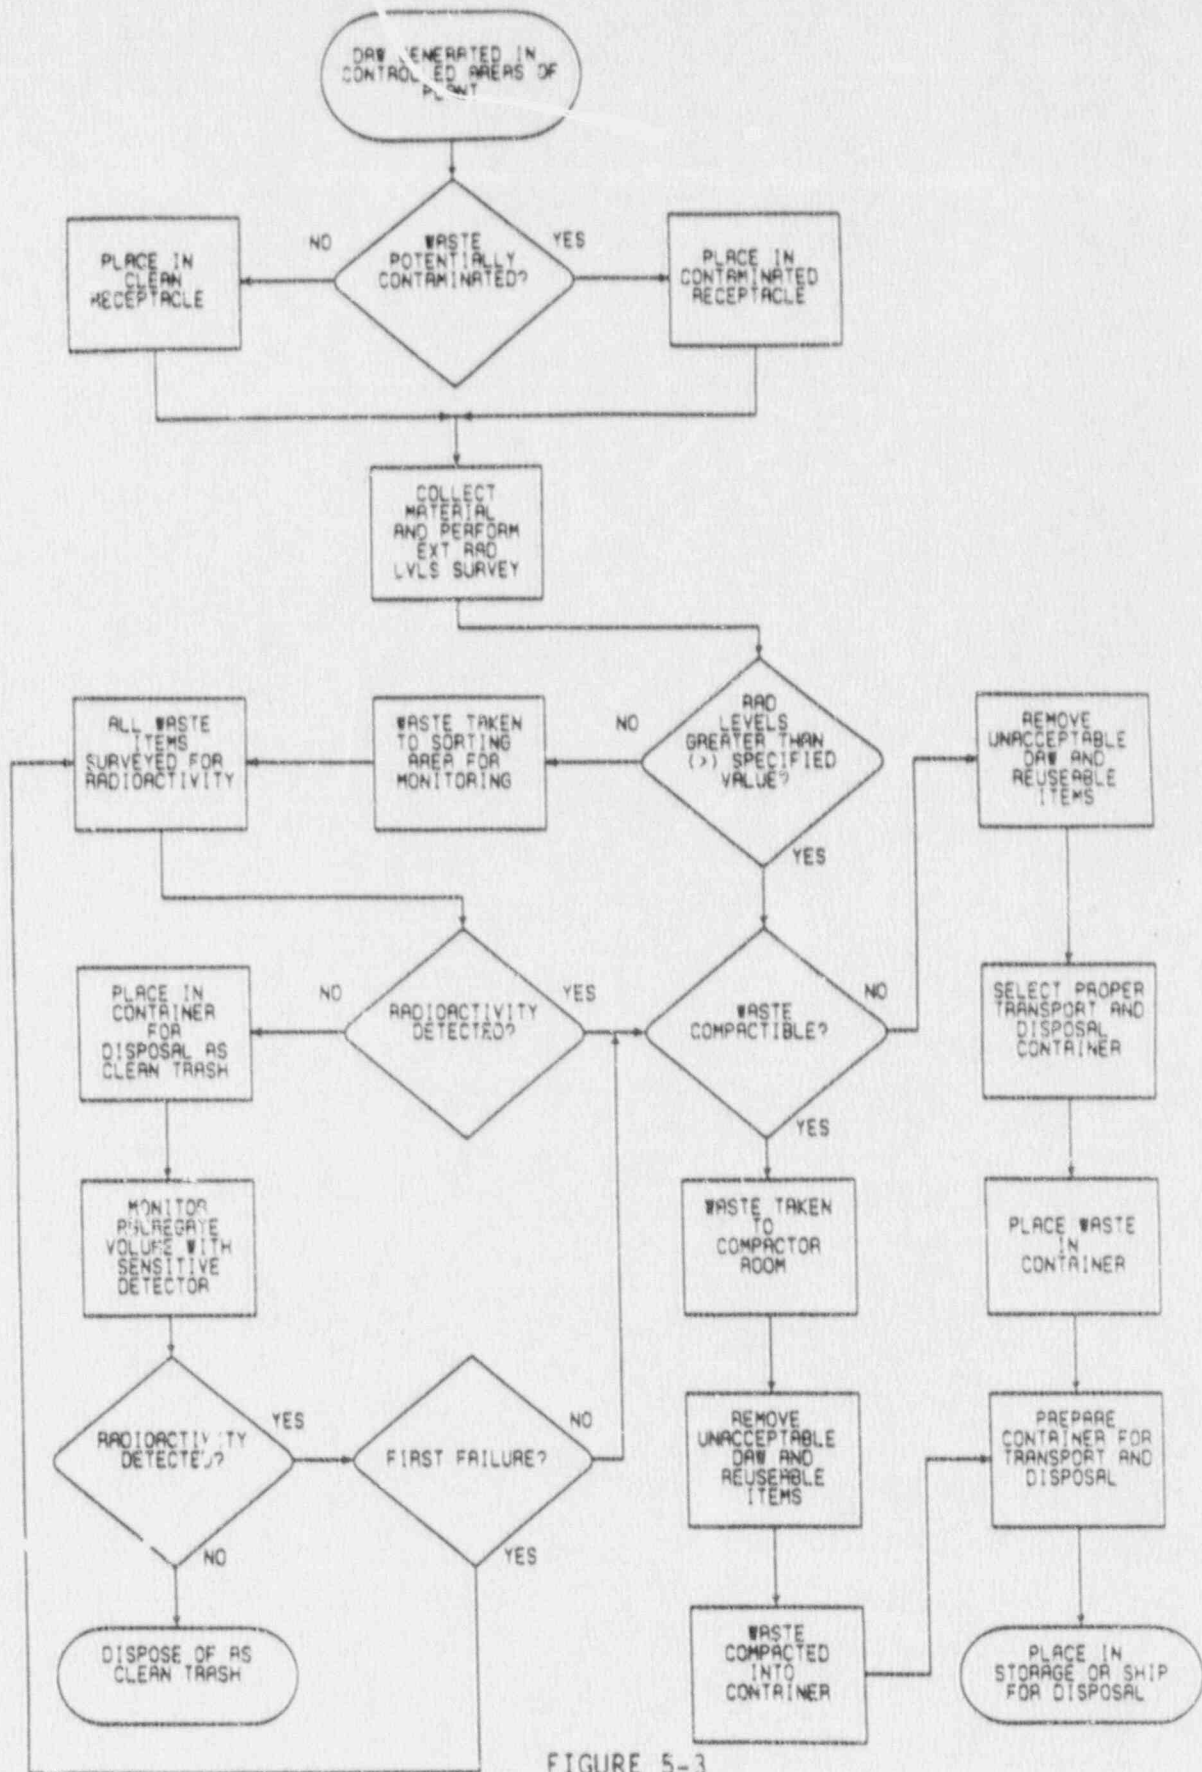 DAW GENERATED IN
CONTROLLED AREAS OF
PLANT
WASTE
POTENTIALLY
CONTAMINATED?
NO
YES
PLACE IN
CLEAN
RECEPTACLE
PLACE IN
CONTAMINATED
RECEPTACLE
COLLECT
MATERIAL
AND PERFORM
EXT RAD
LVLS SURVEY
RAD
LEVELS
GREATER THAN
(>) SPECIFIED
VALUE?
NO
YES
WASTE TAKEN
TO SORTING
AREA FOR
MONITORING
ALL WASTE
ITEMS
SURVEYED FOR
RADIOACTIVITY
REMOVE
UNACCEPTABLE
DAW AND
REUSEABLE
ITEMS
RADIOACTIVITY
DETECTED?
NO
YES
WASTE
COMPACTIBLE?
NO
YES
PLACE IN
CONTAINER
FOR
DISPOSAL AS
CLEAN TRASH
SELECT PROPER
TRANSPORT AND
DISPOSAL
CONTAINER
MONITOR
VOLUME WITH
SENSITIVE
DETECTOR
WASTE TAKEN
TO
COMPACTOR
ROOM
PLACE WASTE
IN
CONTAINER
RADIOACTIVITY
DETECTED?
YES
NO
FIRST FAILURE?
NO
YES
REMOVE
UNACCEPTABLE
DAW AND
REUSEABLE
ITEMS
PREPARE
CONTAINER FOR
TRANSPORT AND
DISPOSAL
DISPOSE OF AS
CLEAN TRASH
WASTE
COMPACTED
INTO
CONTAINER
PLACE IN
STORAGE OR SHIP
FOR DISPOSAL
FIGURE 5-3